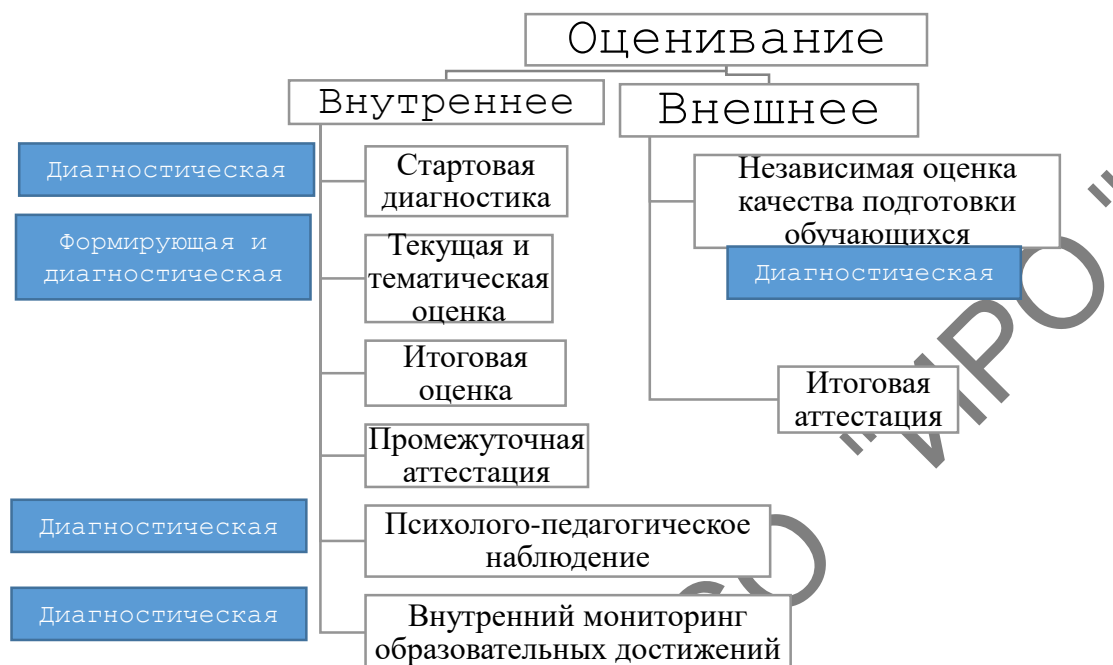 Оценивание
Внутреннее
Внешнее
Диагностическая
Стартовая
диагностика
Независимая оценка
качества подготовки
обучающихся
Формирующая и
диагностическая
Текущая и
тематическая
оценка
Диагностическая
Итоговая
оценка
Итоговая
аттестация
Промежуточная
аттестация
Диагностическая
Психолого-педагогическое
наблюдение
Диагностическая
Внутренний мониторинг
образовательных достижений
"ИРО"